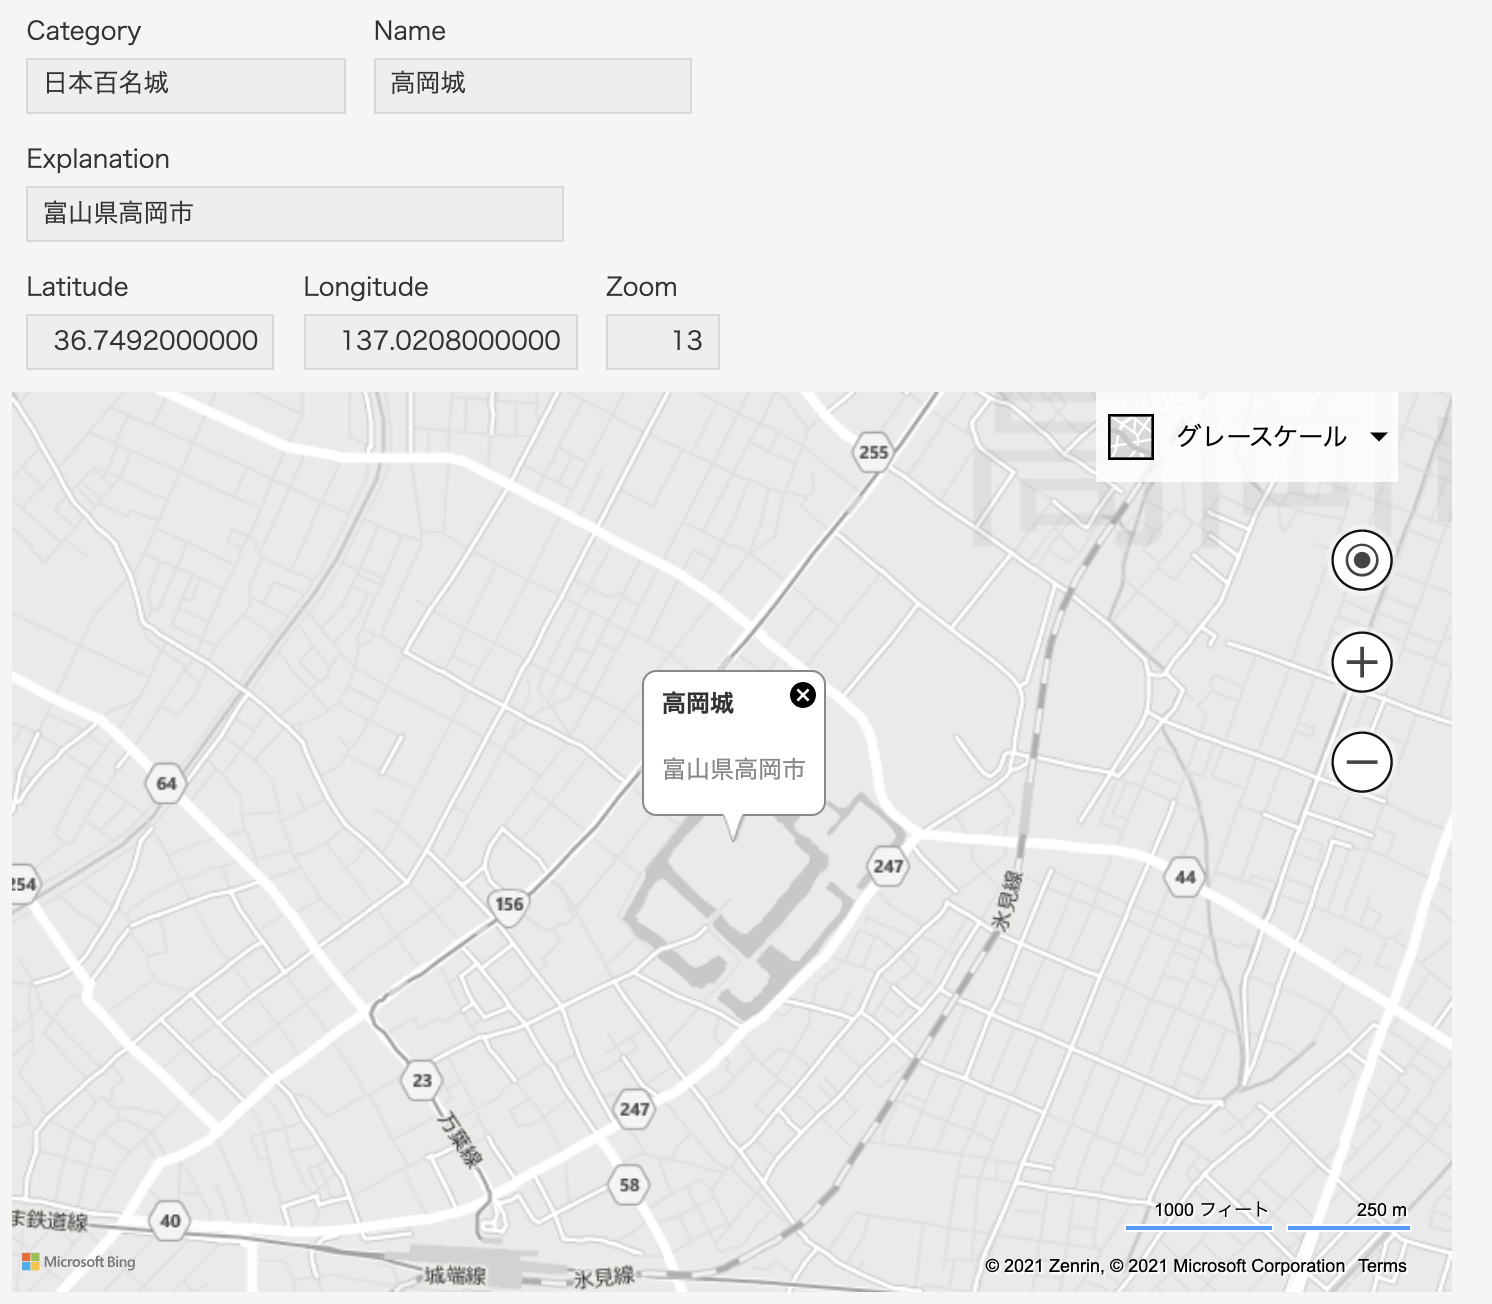 Category
Name
日本百名城
高岡城
Explanation
富山県高岡市
Latitude
Longitude
Zoom
36.7492000000
137.0208000000
13
255
高岡
グレースケール
高岡城
富山県高岡市
64
254
156
247
44
氷見線
23
247
万葉線
58
ま鉄道線
40
1000 フィート
250 m
Microsoft Bing
城端線
氷見線
© 2021 Zenrin, © 2021 Microsoft Corporation Terms